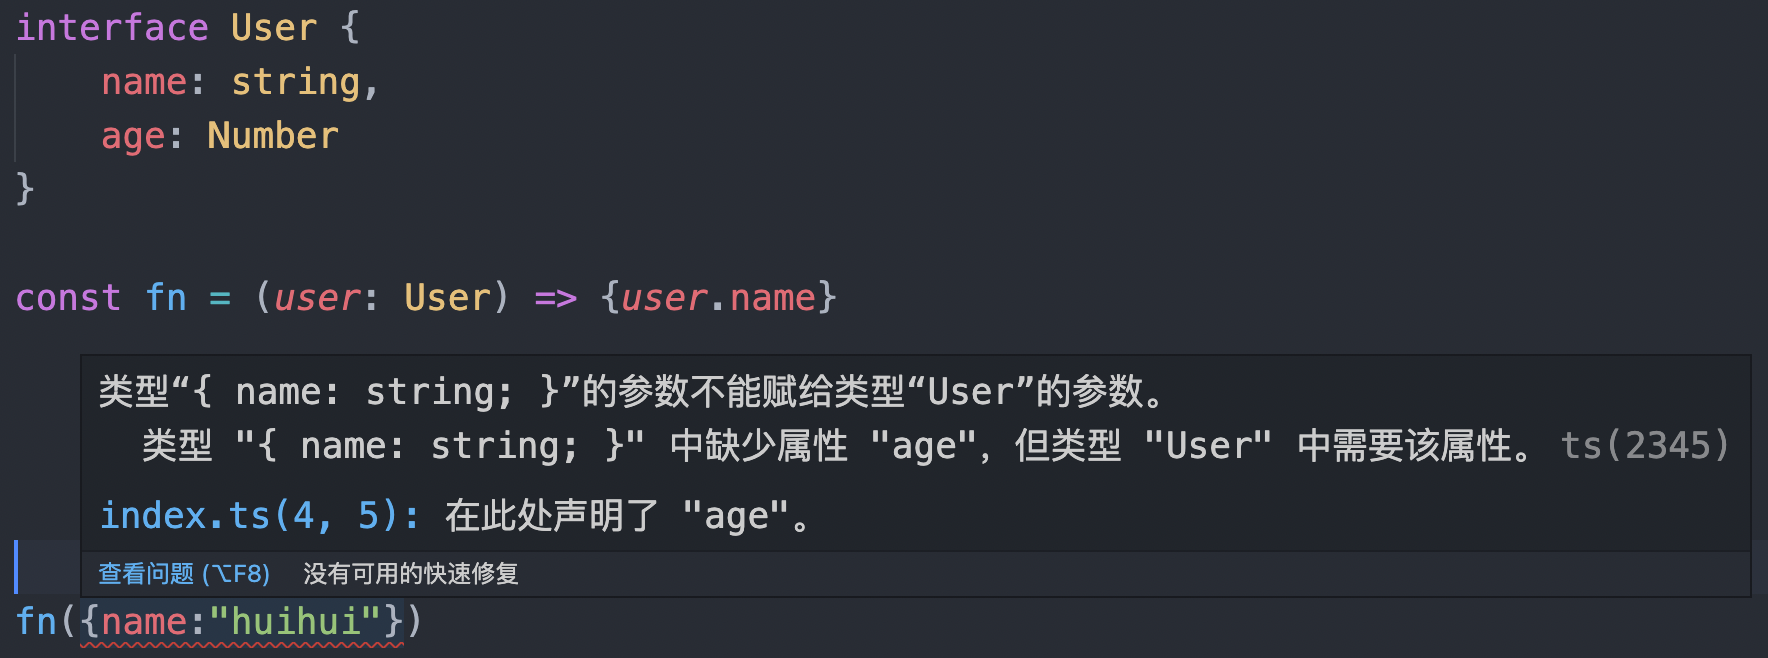 interface User {
name: string,
age: Number
}
const fn = (user: User) => {user.name}
类型“{ name: string; }”的参数不能赋给类型“User”的参数。
类型 "{ name: string; }" 中缺少属性 "age"，但类型 "User" 中需要该属性。 ts(2345)
index.ts(4, 5): 在此处声明了 "age"。
查看问题 (⌥F8) 没有可用的快速修复
fn({name:"huihui"})